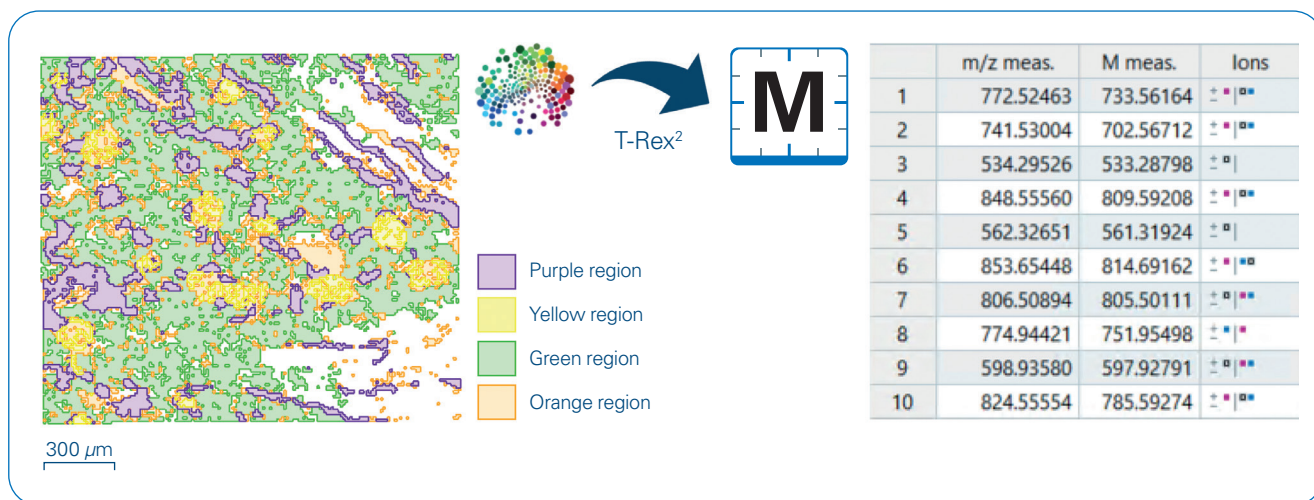 T-Rex²
M
Purple region
Yellow region
Green region
Orange region
300 µm
m/z meas. M meas. Ions
1 772.52463 733.56164
2 741.53004 702.56712
3 534.29526 533.28798
4 848.55560 809.59208
5 562.32651 561.31924
6 853.65448 814.69162
7 806.50894 805.50111
8 774.94421 751.95498
9 598.93580 597.92791
10 824.55554 785.59274